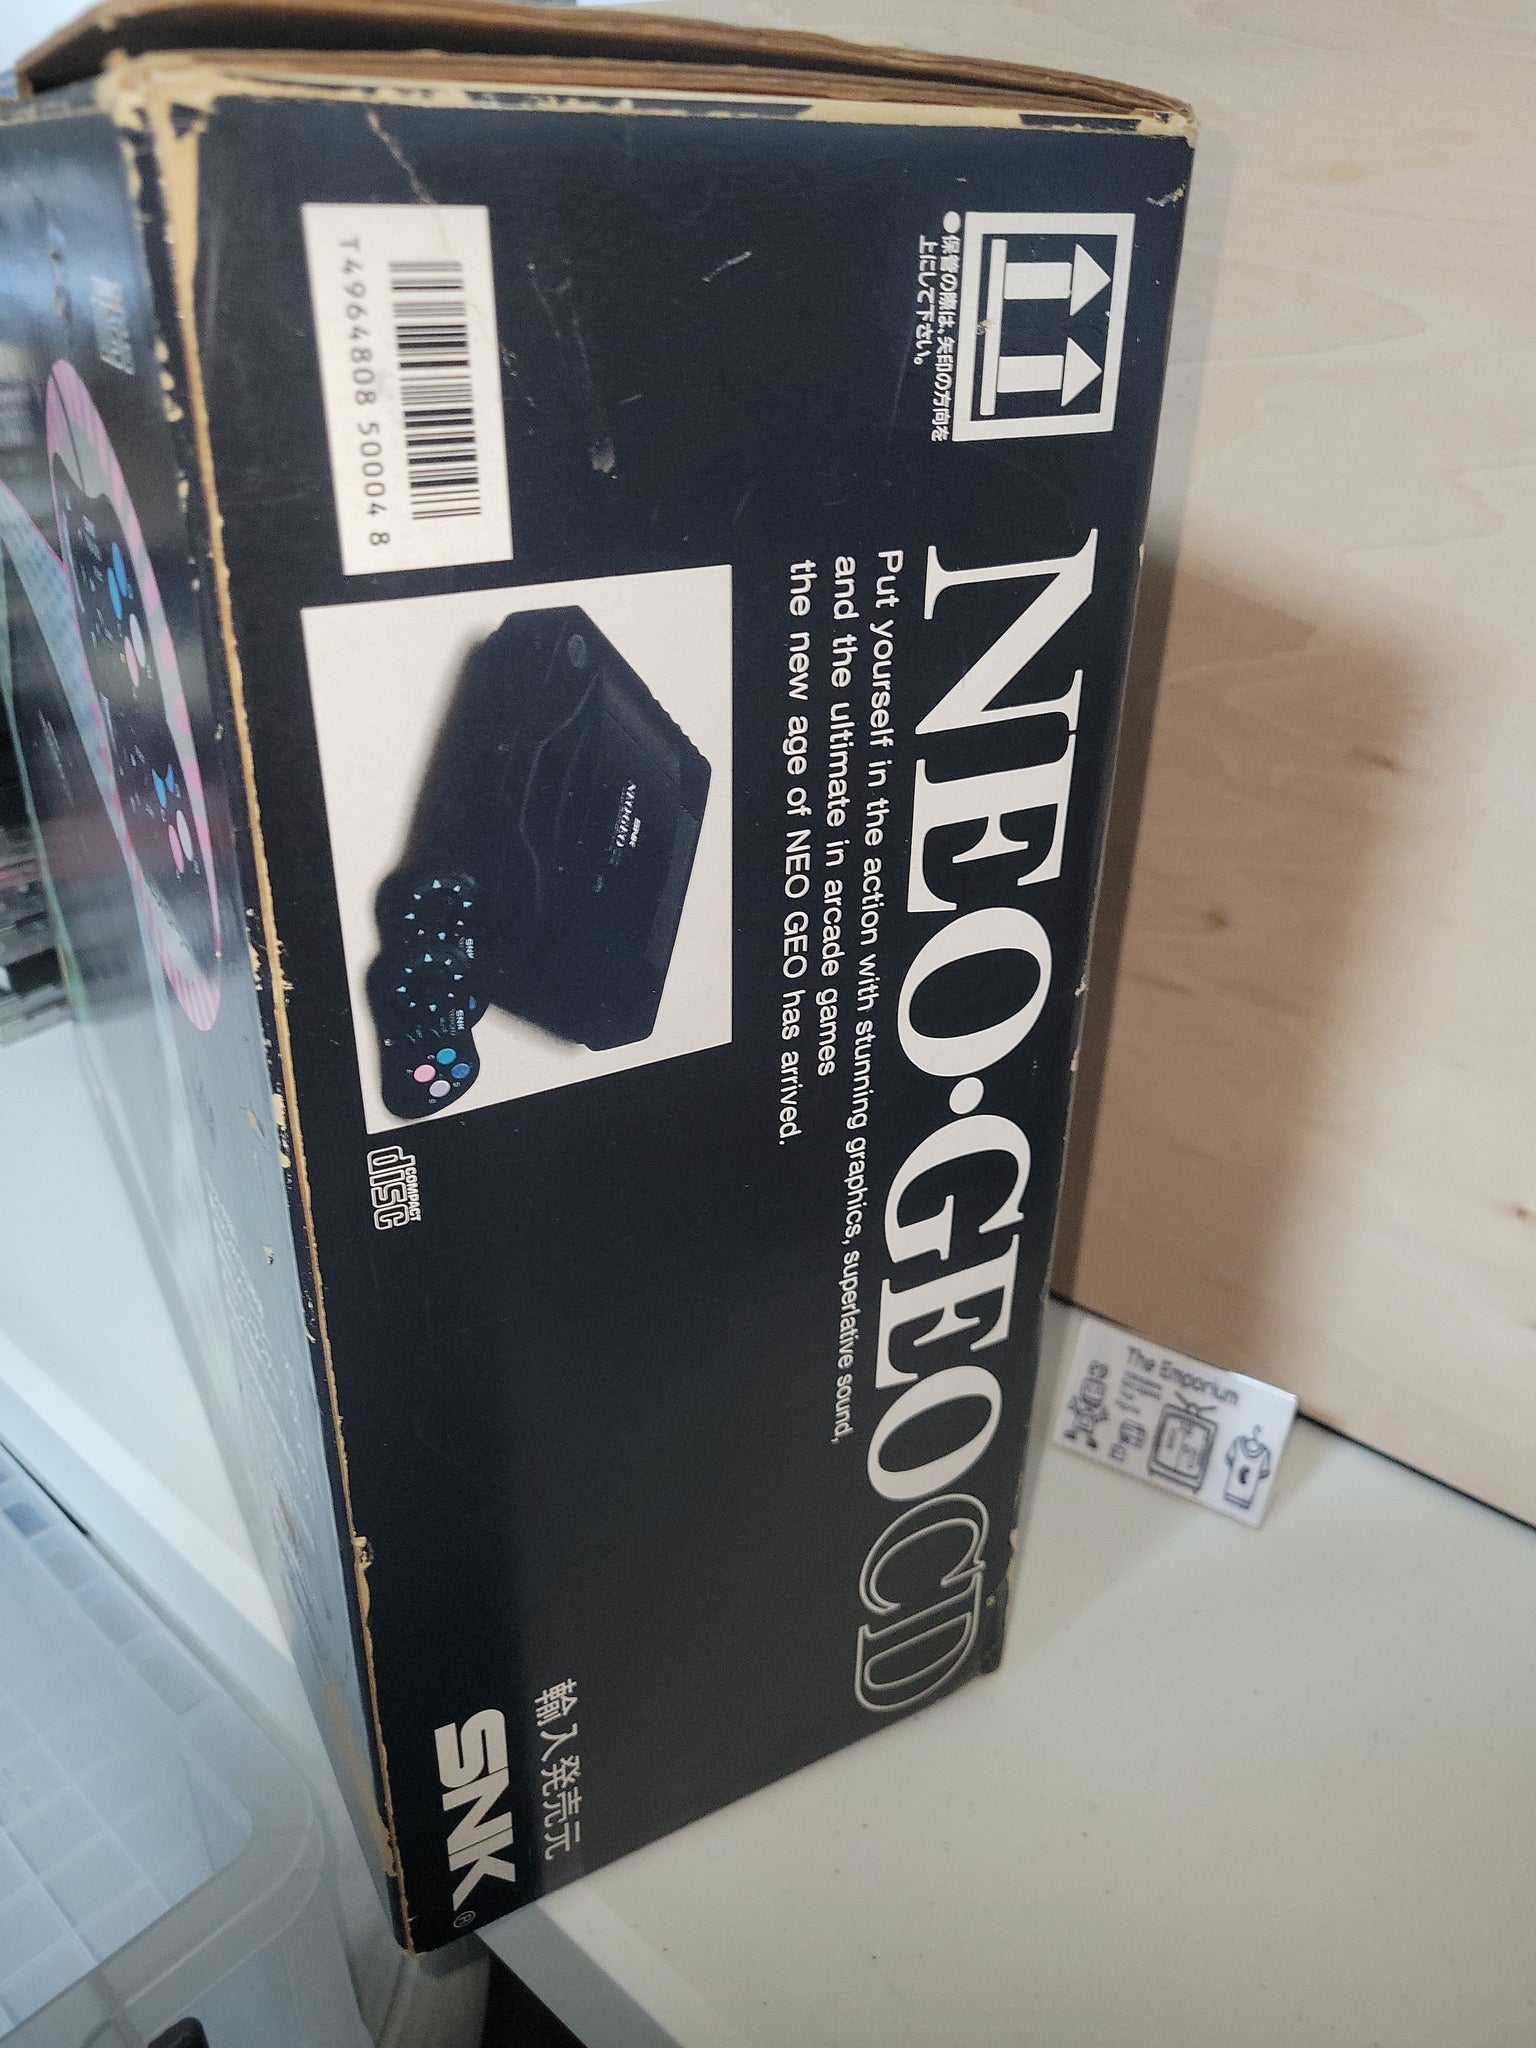 ●保管の際は、矢印の方向を
上にして下さい。
NEO•GEO CD
Put yourself in the action with stunning graphics, superlative sound,
and the ultimate in arcade games
the new age of NEO GEO has arrived.
T4964808 50004 8
SNK
COMPACT
disc
輸入発売元
SNK®
The Emporium